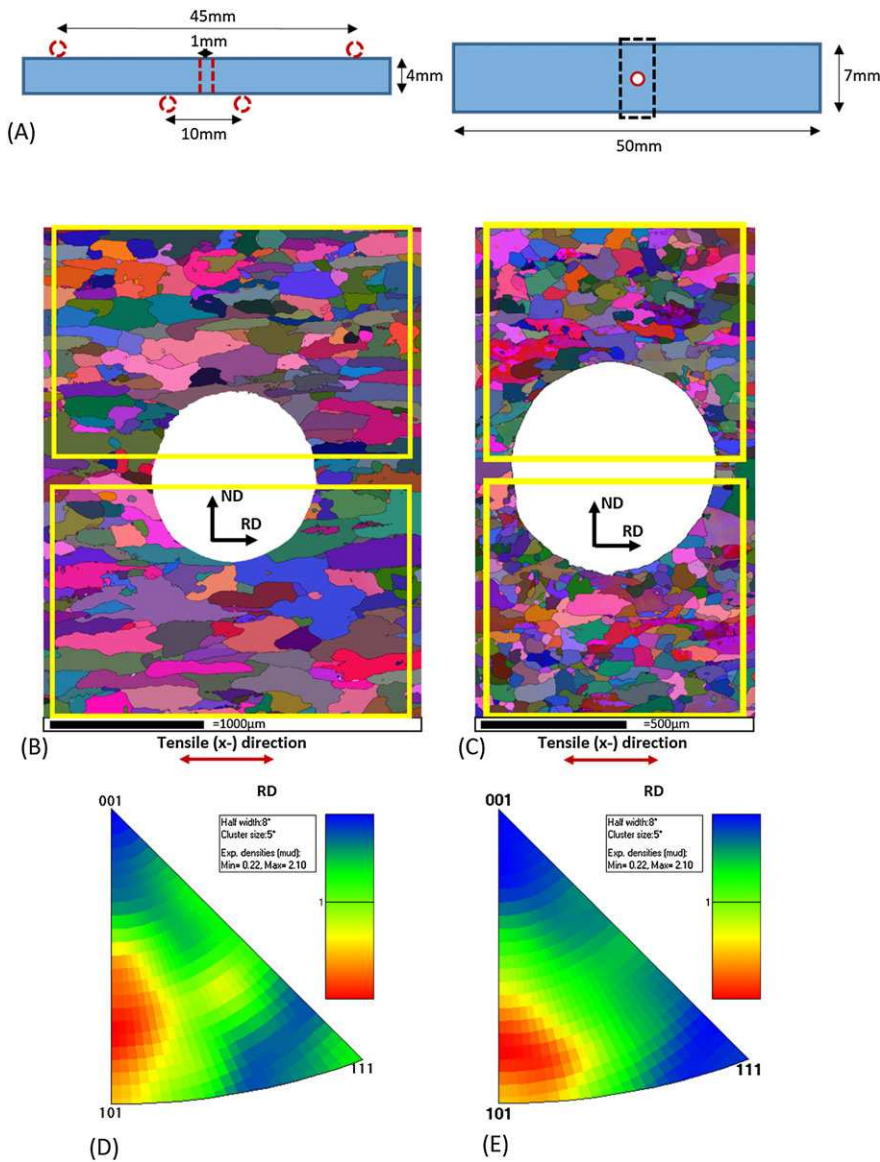 45mm
1mm
4mm
7mm
10mm
50mm
(A)
ND
RD
ND
RD
=1000µm
=500µm
(B)
Tensile (x-) direction
(C)
Tensile (x-) direction
RD
001
Half width:8°
Cluster size:5°
Exp. densities (mud):
Min= 0.22, Max= 2.10
1
101
111
(D)
RD
001
Half width:8°
Cluster size:5°
Exp. densities (mud):
Min= 0.22, Max= 2.10
1
101
111
(E)